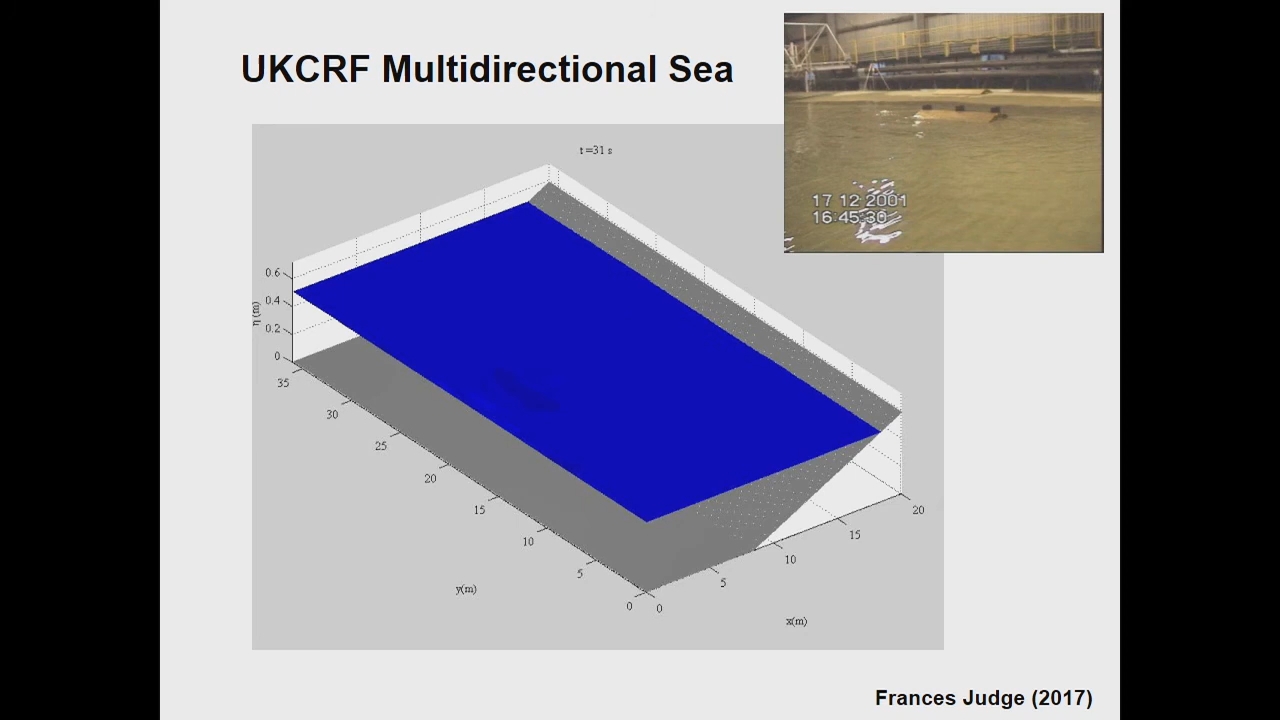 UKCRF Multidirectional Sea
t =31 s
17 12 2001
16:45:30
0.6
0.4
0.2
0
η (m)
35
30
25
20
15
10
5
0
y(m)
0
5
10
15
20
x(m)
Frances Judge (2017)